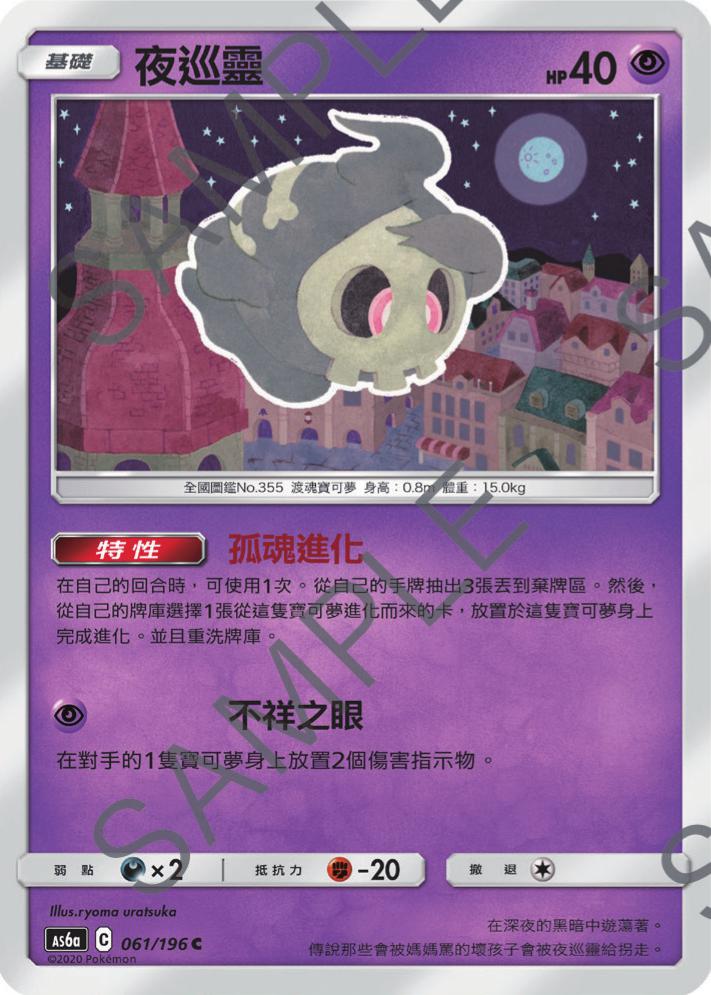 基礎 夜巡靈 HP40
全國圖鑑No.355 渡魂寶可夢 身高：0.8m 體重：15.0kg
特性 孤魂進化
在自己的回合時，可使用1次。從自己的手牌抽出3張丟到棄牌區。然後，
從自己的牌庫選擇1張從這隻寶可夢進化而來的卡，放置於這隻寶可夢身上
完成進化。並且重洗牌庫。
不祥之眼
在對手的1隻寶可夢身上放置2個傷害指示物。
弱點 ×2 抵抗力 -20 撤退
Illus.ryoma uratsuka
AS6a C 061/196 C
©2020 Pokémon
在深夜的黑暗中遊蕩著。
傳說那些會被媽媽罵的壞孩子會被夜巡靈給拐走。
SAMPLE
SAMPLE
SA
S